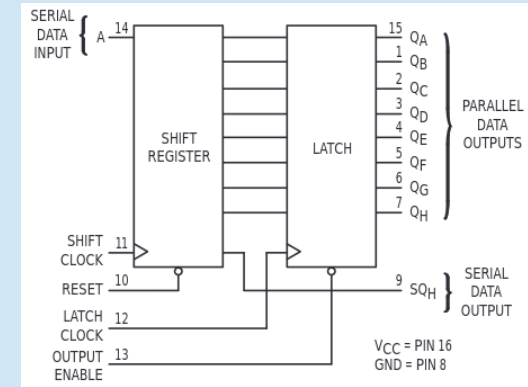 SERIAL
DATA
INPUT
A 14
SHIFT
REGISTER
LATCH
15 QA
1 QB
2 QC
3 QD
4 QE
5 QF
6 QG
7 QH
PARALLEL
DATA
OUTPUTS
SHIFT
CLOCK 11
RESET 10
LATCH
CLOCK 12
OUTPUT
ENABLE 13
9 SQH
SERIAL
DATA
OUTPUT
VCC = PIN 16
GND = PIN 8